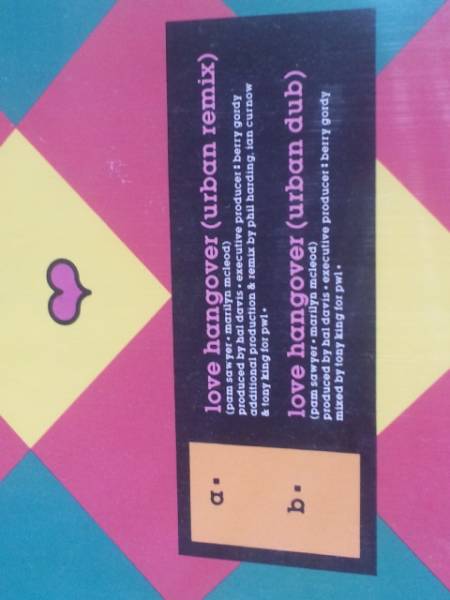 a •
love hangover (urban remix)
(pam sawyer • marilyn mcleod)
produced by hal davis • executive producer : berry gordy
additional production & remix by phil harding, ian curnow
& tony king for pwl •
b •
love hangover (urban dub)
(pam sawyer • marilyn mcleod)
produced by hal davis • executive producer : berry gordy
mixed by tony king for pwl •